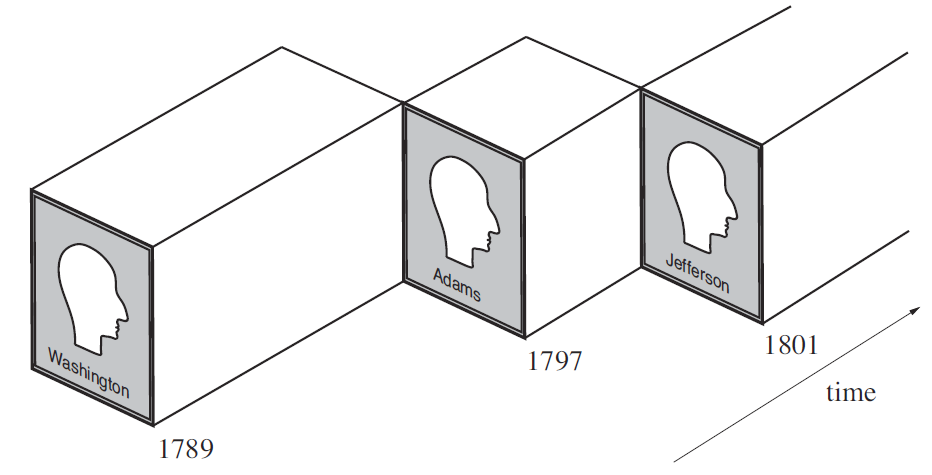 Washington
1789
Adams
1797
Jefferson
1801
time